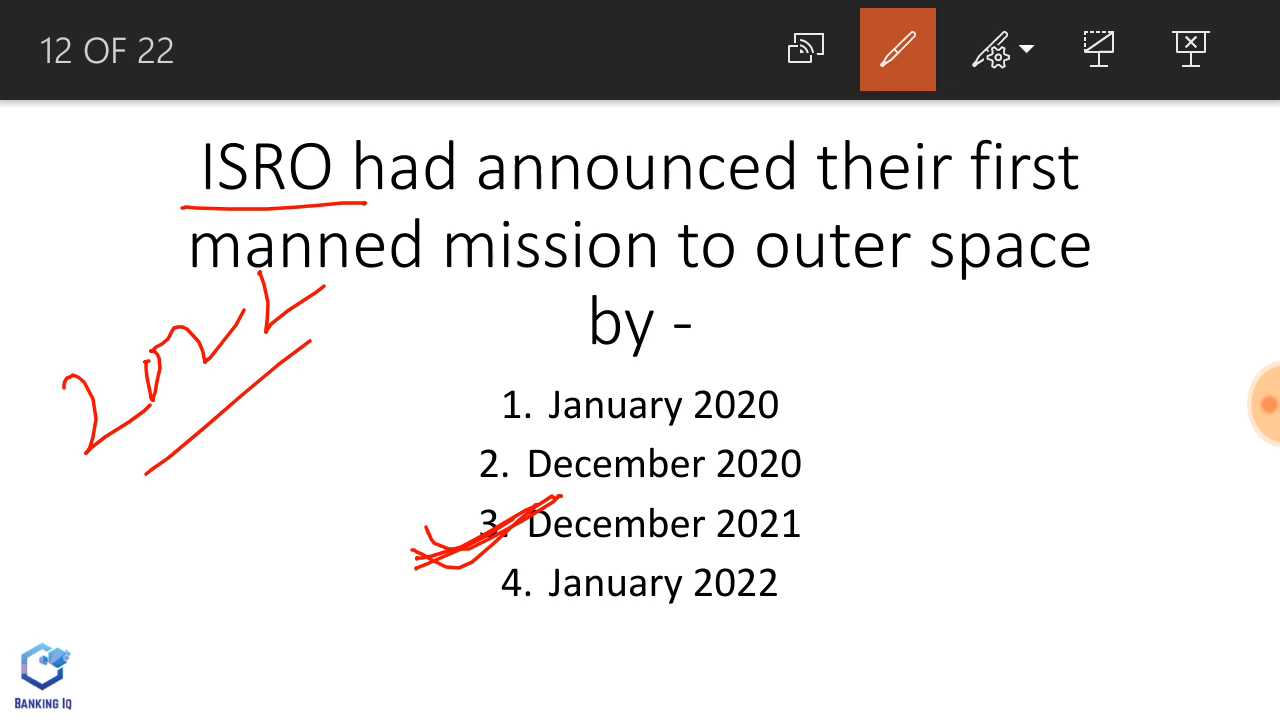 12 OF 22
ISRO had announced their first
manned mission to outer space
by -
2022
1. January 2020
2. December 2020
3. December 2021
4. January 2022
BANKING IQ